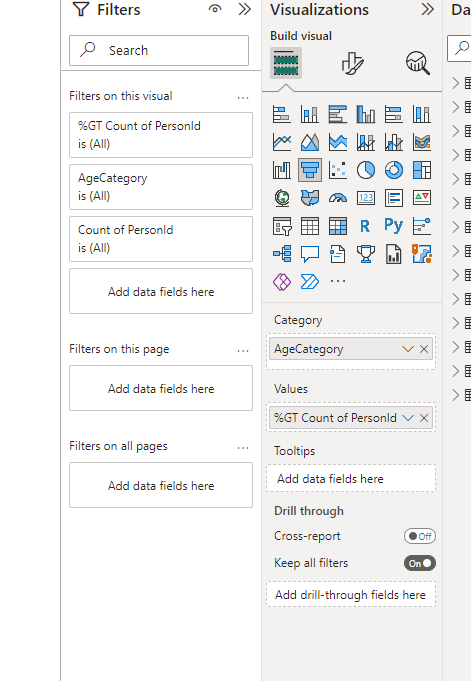 Filters
Search
Filters on this visual
...
%GT Count of PersonId
is (All)
AgeCategory
is (All)
Count of PersonId
is (All)
Add data fields here
Filters on this page
...
Add data fields here
Filters on all pages
...
Add data fields here
Visualizations
Build visual
123
R
Py
...
Category
AgeCategory
Values
%GT Count of PersonId
Tooltips
Add data fields here
Drill through
Cross-report
Off
Keep all filters
On
Add drill-through fields here
Da